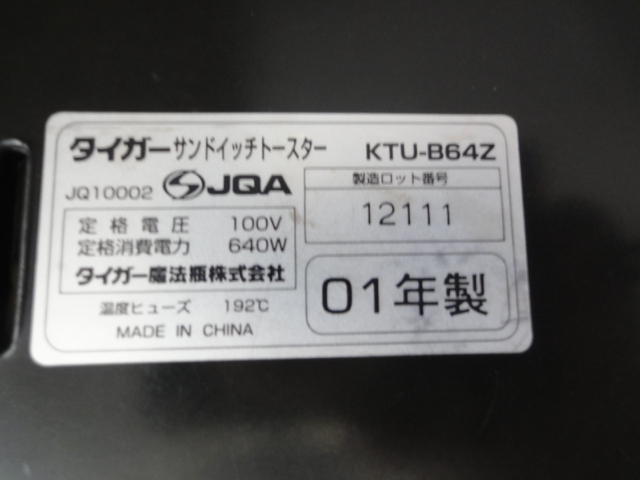 タイガーサンドイッチトースター KTU-B64Z
JQ10002 JQA
製造ロット番号
12111
定格電圧 100V
定格消費電力 640W
タイガー魔法瓶株式会社
温度ヒューズ 192℃
MADE IN CHINA
01年製